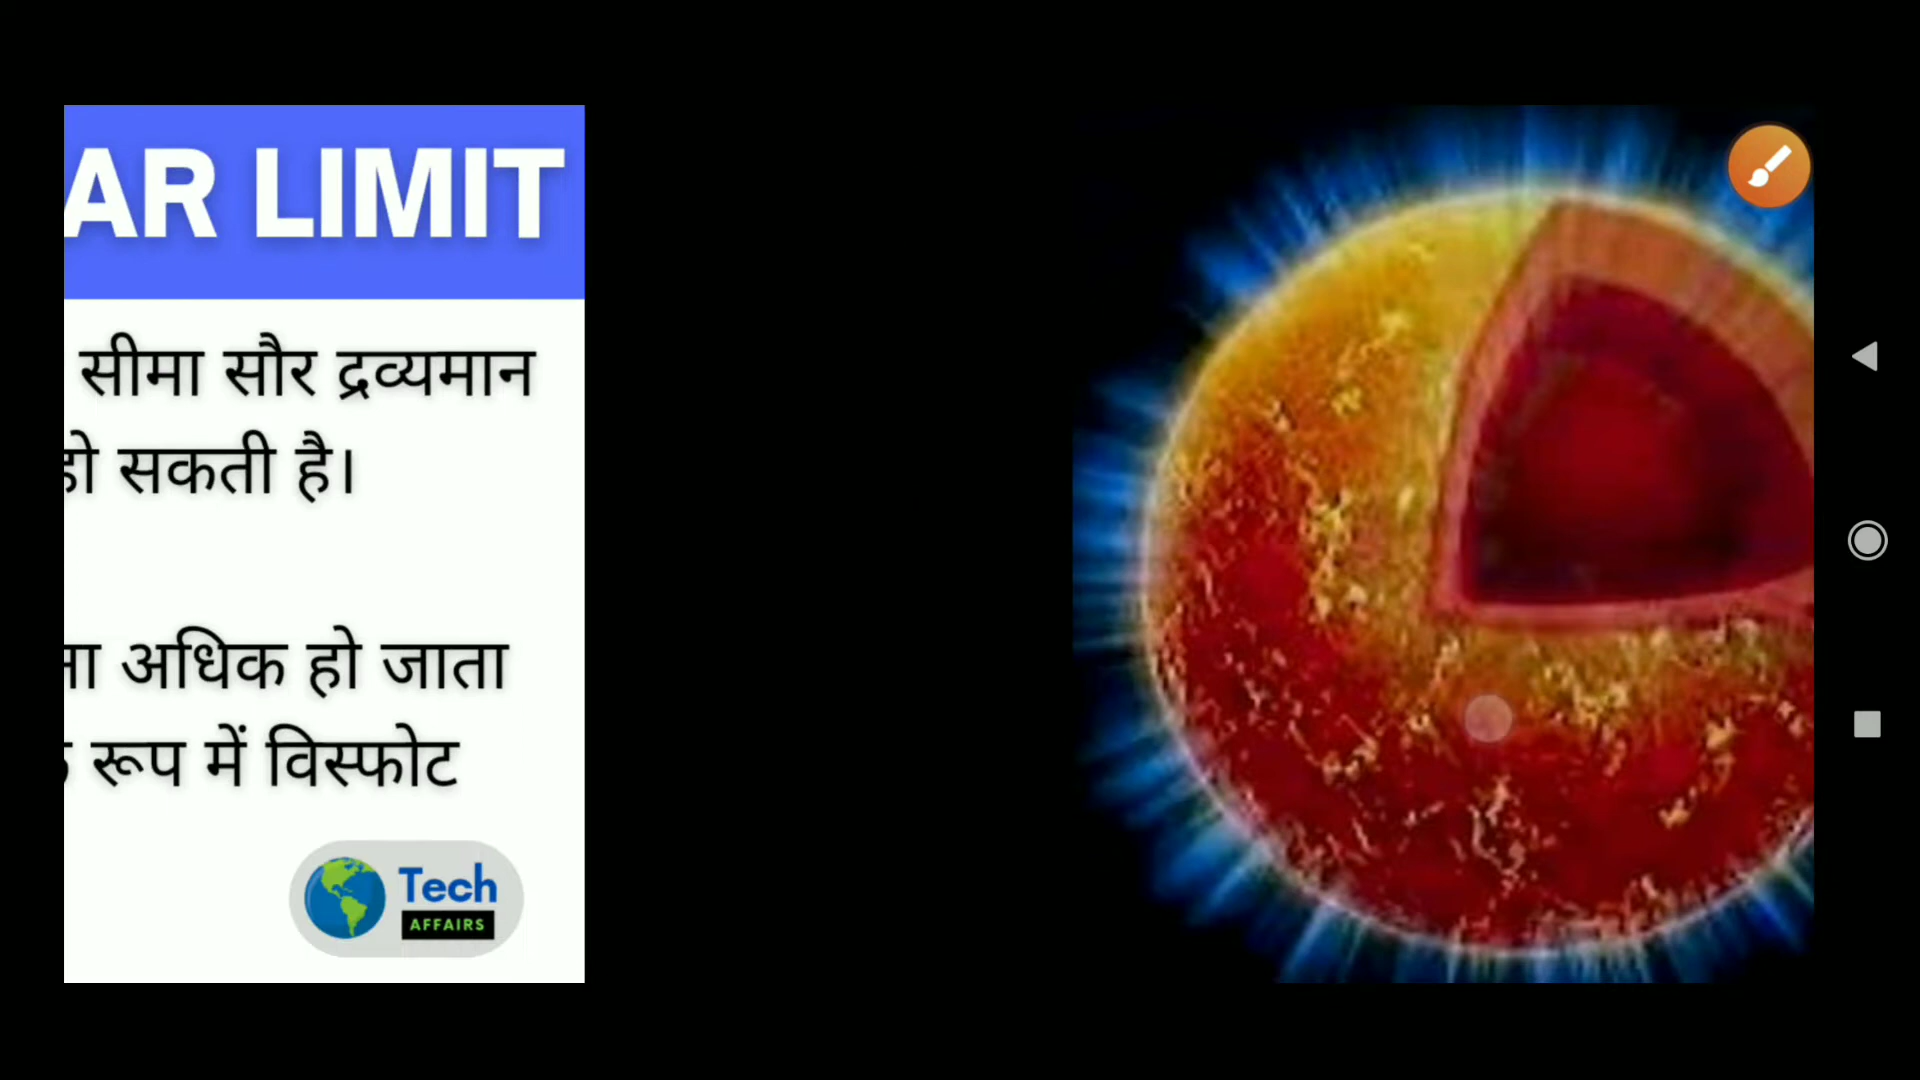 AR LIMIT
सीमा सौर द्रव्यमान
हो सकती है।
अधिक हो जाता
रूप में विस्फोट
Tech
AFFAIRS